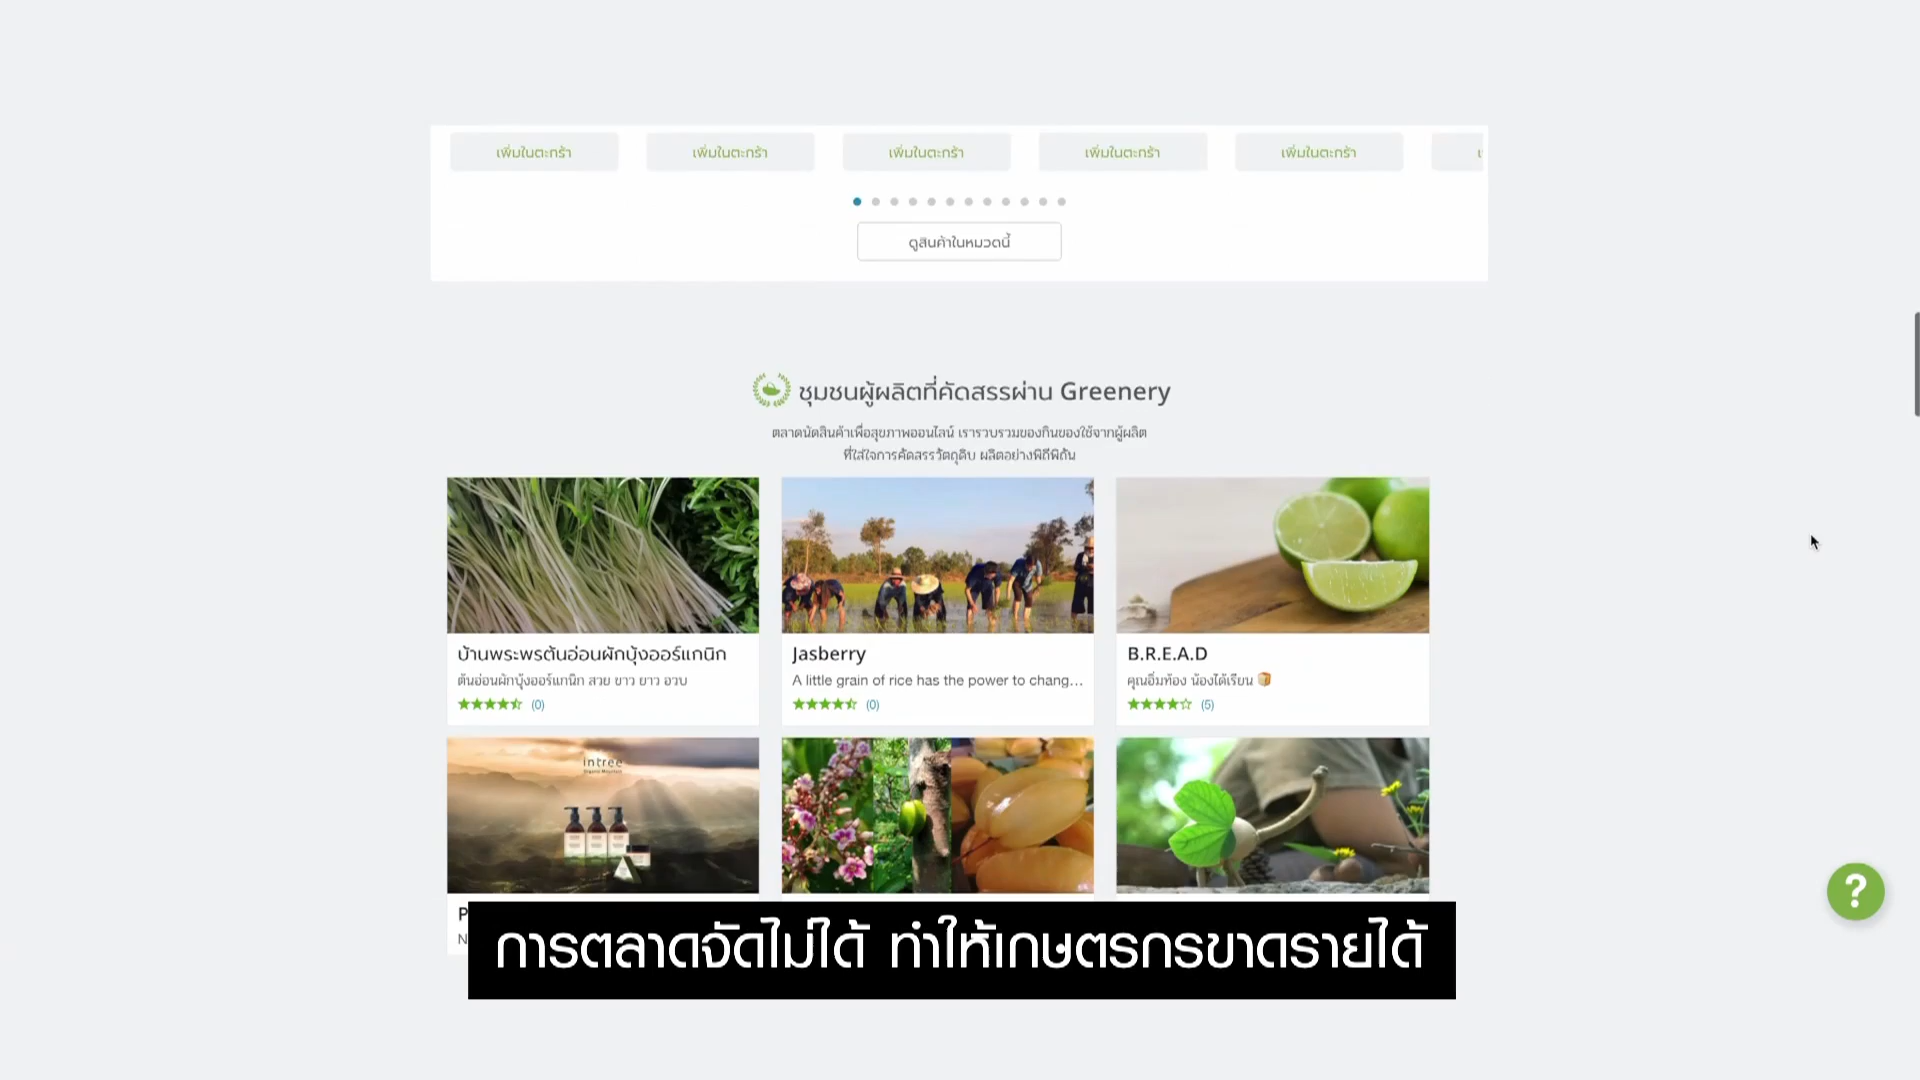 เพิ่มในตะกร้า เพิ่มในตะกร้า เพิ่มในตะกร้า เพิ่มในตะกร้า เพิ่มในตะกร้า
ดูสินค้าในหมวดนี้
ชุมชนผู้ผลิตที่คัดสรรผ่าน Greenery
ตลาดนัดสินค้าเพื่อสุขภาพออนไลน์ เรารวบรวมของกินของใช้จากผู้ผลิต
ที่ใส่ใจการคัดสรรวัตถุดิบ ผลิตอย่างพิถีพิถัน
บ้านพระพรต้นอ่อนผักบุ้งออร์แกนิก
ต้นอ่อนผักบุ้งออร์แกนิก สวย ขาว ยาว อวบ
(0)
Jasberry
A little grain of rice has the power to chang...
(0)
B.R.E.A.D
คุณอิ่มท้อง น้องได้เรียน 🍞
(5)
intree
P
N
การตลาดจัดไม่ได้ ทำให้เกษตรกรขาดรายได้
?